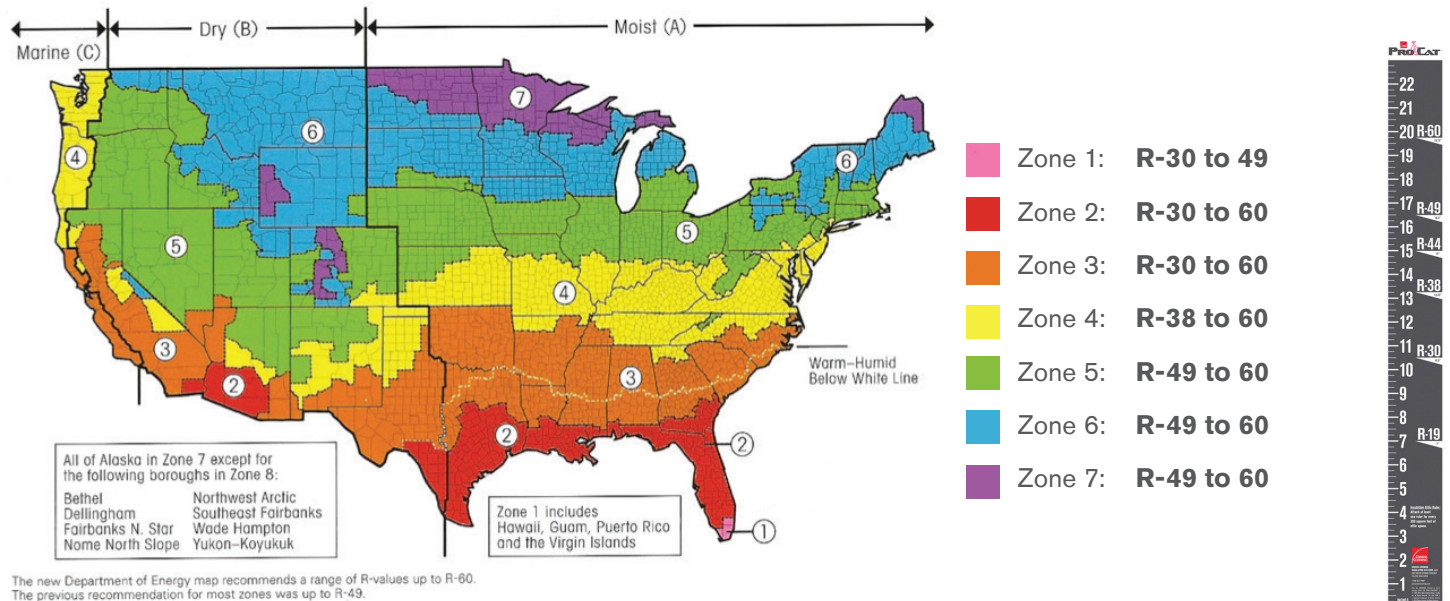 Marine (C)
Dry (B)
Moist (A)
7
6
4
6
5
5
4
3
3
2
2
2
1
Warm–Humid
Below White Line
All of Alaska in Zone 7 except for
the following boroughs in Zone 8:
Bethel Northwest Arctic
Dellingham Southeast Fairbanks
Fairbanks N. Star Wade Hampton
Nome North Slope Yukon–Koyukuk
Zone 1 includes
Hawaii, Guam, Puerto Rico
and the Virgin Islands
The new Department of Energy map recommends a range of R-values up to R-60.
The previous recommendation for most zones was up to R-49.
Zone 1: R-30 to 49
Zone 2: R-30 to 60
Zone 3: R-30 to 60
Zone 4: R-38 to 60
Zone 5: R-49 to 60
Zone 6: R-49 to 60
Zone 7: R-49 to 60
PROCAT
22
21
20 R-60
19
18
17 R-49
16
15 R-44
14
13 R-38
12
11
10 R-30
9
8
7 R-19
6
5
4
3
2
1